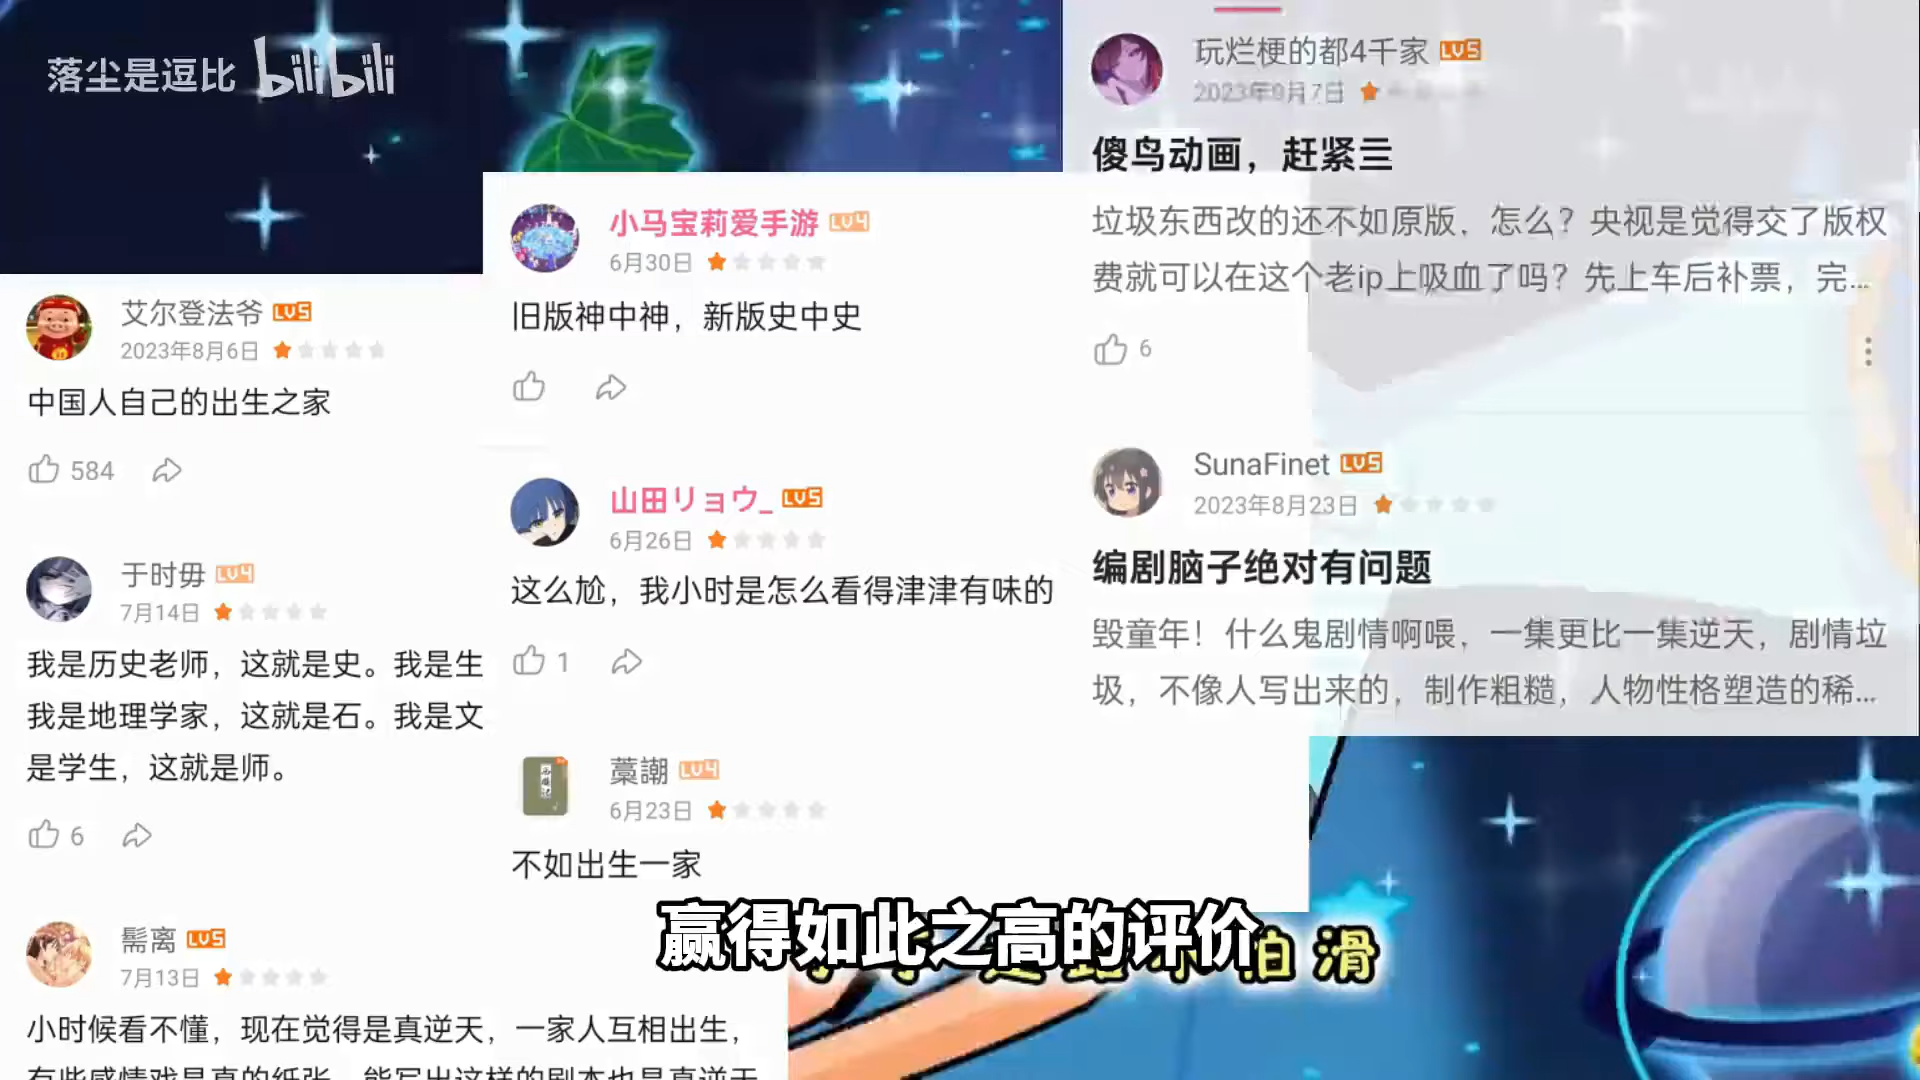 落尘是逗比 bilibili
艾尔登法爷 LV5
2023年8月6日
中国人自己的出生之家
584
于时毋 LV4
7月14日
我是历史老师，这就是史。我是生
我是地理学家，这就是石。我是文
是学生，这就是师。
6
髵离 LV5
7月13日
小时候看不懂，现在觉得是真逆天，一家人互相出生，
小马宝莉爱手游 LV4
6月30日
旧版神中神，新版史中史
山田リョウ_ LV5
6月26日
这么尬，我小时是怎么看得津津有味的
1
藁謿 LV4
6月23日
不如出生一家
玩烂梗的都4千家 LV5
2023年9月7日
傻鸟动画，赶紧亖
垃圾东西改的还不如原版，怎么？央视是觉得交了版权
费就可以在这个老ip上吸血了吗？先上车后补票，完...
6
SunaFinet LV5
2023年8月23日
编剧脑子绝对有问题
毁童年！什么鬼剧情啊喂，一集更比一集逆天，剧情垃
圾，不像人写出来的，制作粗糙，人物性格塑造的稀...
赢得如此之高的评价
怕滑